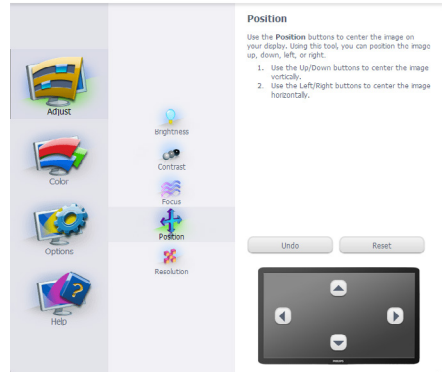 Adjust
Color
Options
Help
Brightness
Contrast
Focus
Position
Resolution
Position
Use the Position buttons to center the image on
your display. Using this tool, you can position the image
up, down, left, or right.
1. Use the Up/Down buttons to center the image
vertically.
2. Use the Left/Right buttons to center the image
horizontally.
Undo
Reset
PHILIPS